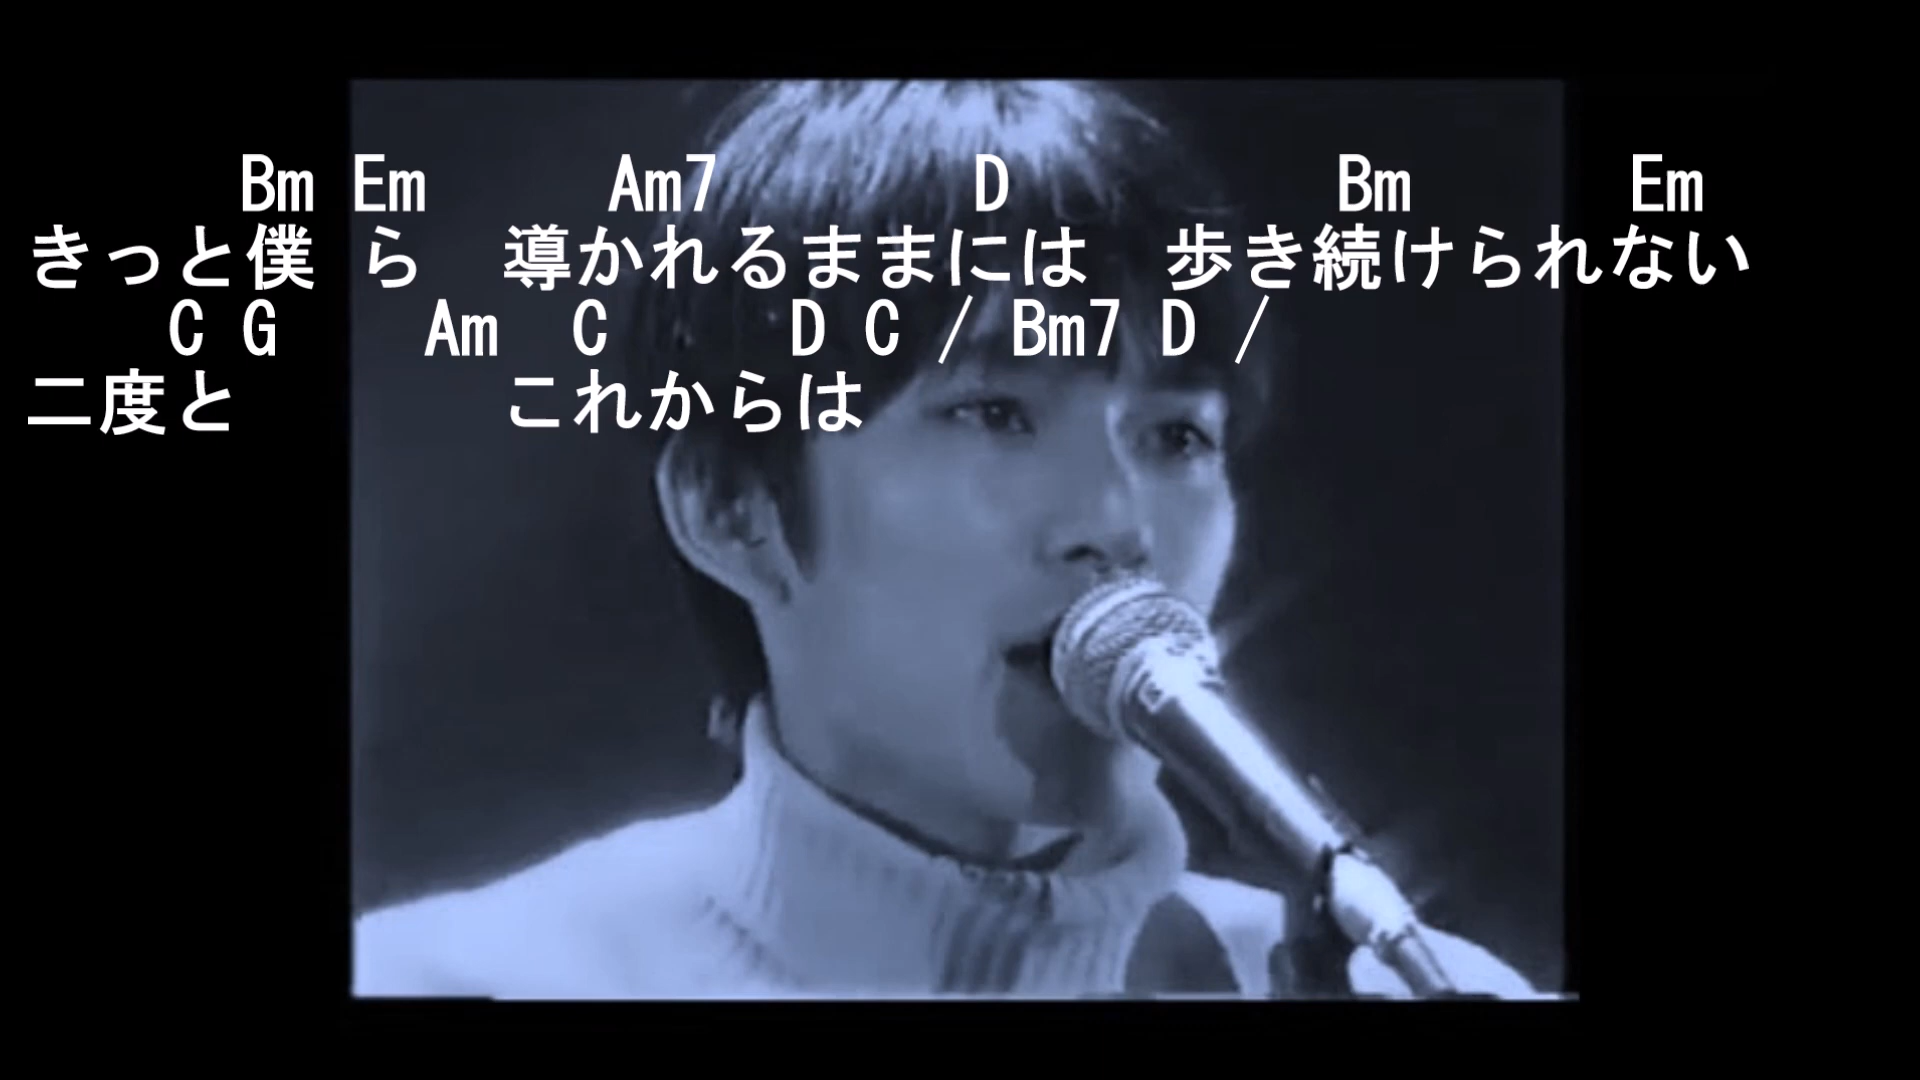 Bm Em Am7 D Bm Em
きっと僕 ら 導かれるままには 歩き続けられない
C G Am C D C / Bm7 D /
二度と これからは